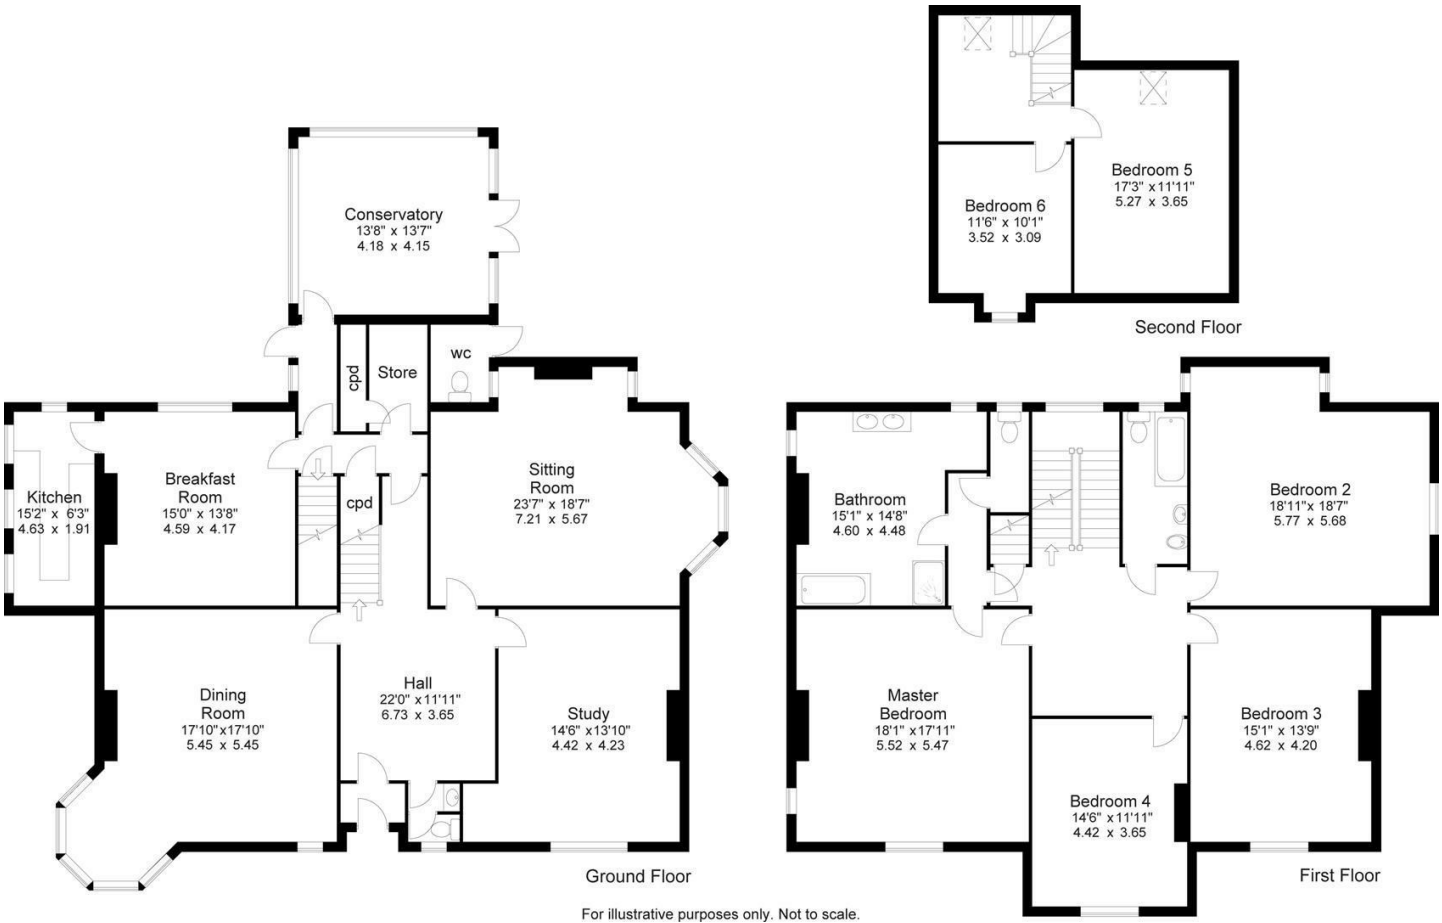 Conservatory
13'8" x 13'7"
4.18 x 4.15
cpd
Store
wc
Kitchen
15'2" x 6'3"
4.63 x 1.91
Breakfast
Room
15'0" x 13'8"
4.59 x 4.17
cpd
Sitting
Room
23'7" x 18'7"
7.21 x 5.67
Dining
Room
17'10" x 17'10"
5.45 x 5.45
Hall
22'0" x 11'11"
6.73 x 3.65
Study
14'6" x 13'10"
4.42 x 4.23
Ground Floor
Bedroom 5
17'3" x 11'11"
5.27 x 3.65
Bedroom 6
11'6" x 10'1"
3.52 x 3.09
Second Floor
Bathroom
15'1" x 14'8"
4.60 x 4.48
Bedroom 2
18'11" x 18'7"
5.77 x 5.68
Master
Bedroom
18'1" x 17'11"
5.52 x 5.47
Bedroom 3
15'1" x 13'9"
4.62 x 4.20
Bedroom 4
14'6" x 11'11"
4.42 x 3.65
First Floor
For illustrative purposes only. Not to scale.